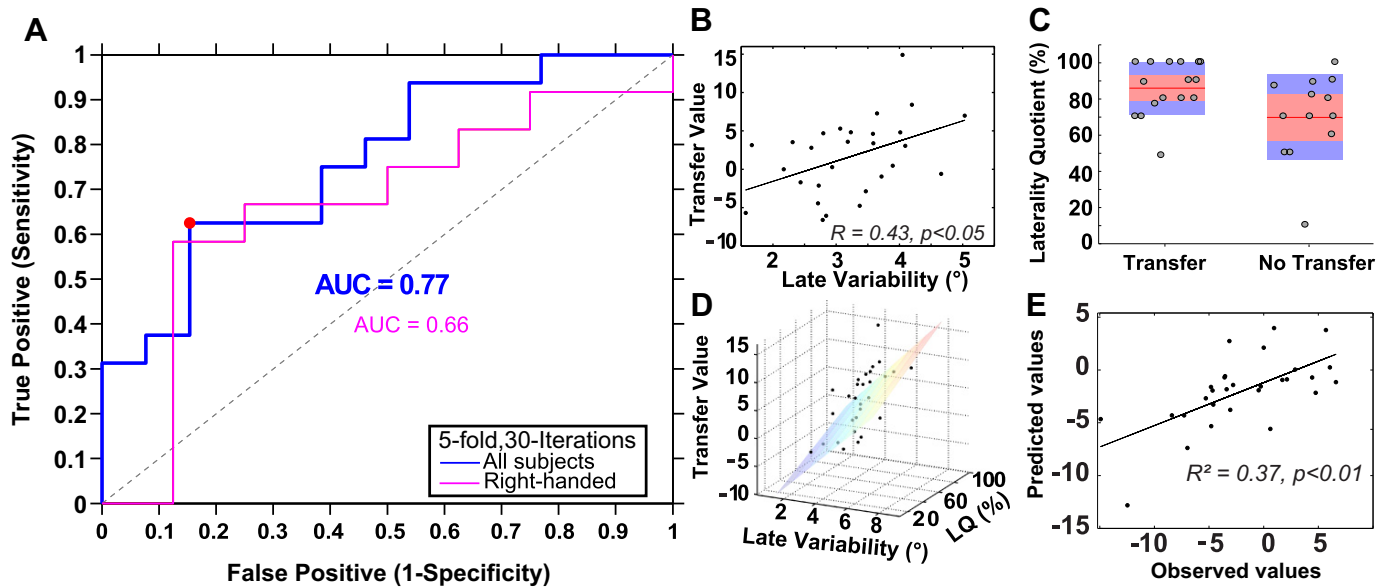 A
1
0.9
0.8
0.7
0.6
0.5
0.4
0.3
0.2
0.1
0
0
0.1
0.2
0.3
0.4
0.5
0.6
0.7
0.8
0.9
1
True Positive (Sensitivity)
False Positive (1-Specificity)
AUC = 0.77
AUC = 0.66
5-fold,30-Iterations
All subjects
Right-handed
B
Transfer Value
15
10
5
0
−5
−10
2
3
4
5
R = 0.43, p<0.05
Late Variability (°)
C
Laterality Quotient (%)
100
80
60
40
20
0
Transfer
No Transfer
D
Transfer Value
15
10
5
0
−5
−10
2
4
6
8
Late Variability (°)
20
60
100
LQ (%)
E
Predicted values
5
0
−5
−10
−15
−10
−5
0
5
R² = 0.37, p<0.01
Observed values